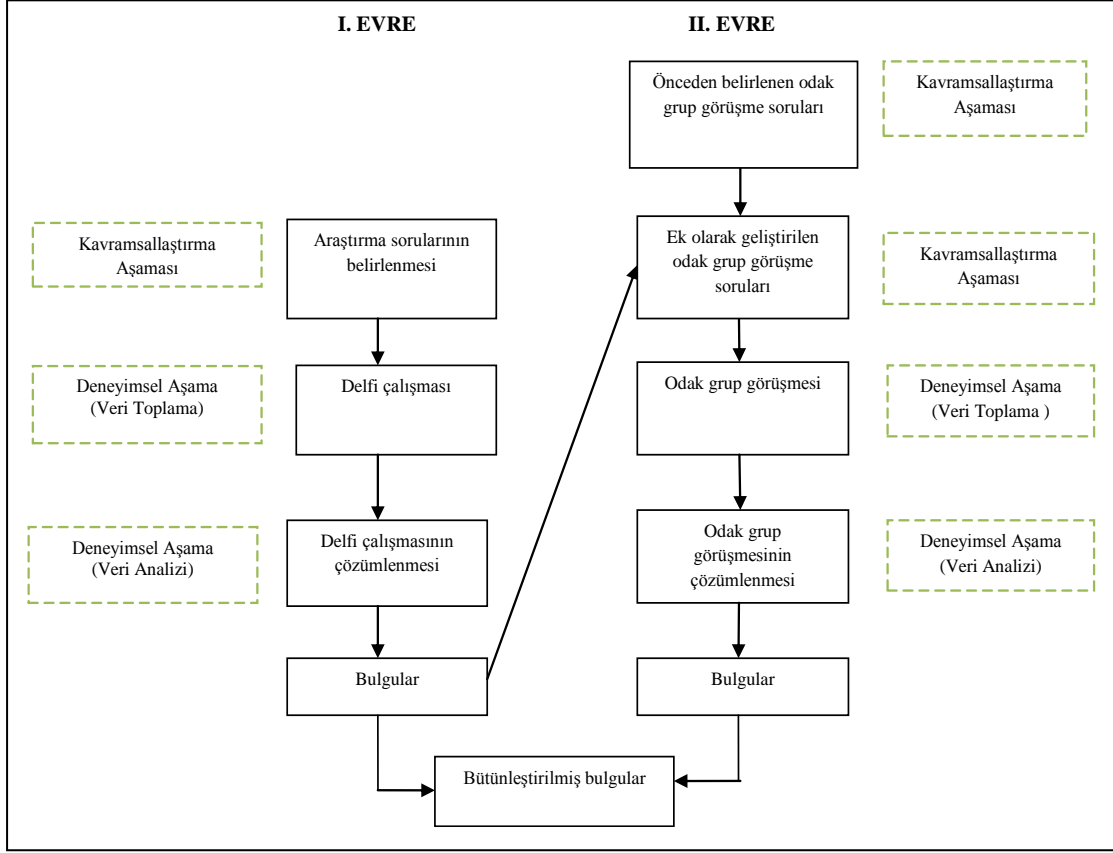 I. EVRE
II. EVRE
Önceden belirlenen odak
grup görüşme soruları
Kavramsallaştırma
Aşaması
Kavramsallaştırma
Aşaması
Araştırma sorularının
belirlenmesi
Ek olarak geliştirilen
odak grup görüşme
soruları
Kavramsallaştırma
Aşaması
Deneyimsel Aşama
(Veri Toplama)
Delfi çalışması
Odak grup görüşmesi
Deneyimsel Aşama
(Veri Toplama )
Deneyimsel Aşama
(Veri Analizi)
Delfi çalışmasının
çözümlenmesi
Odak grup
görüşmesinin
çözümlenmesi
Deneyimsel Aşama
(Veri Analizi)
Bulgular
Bulgular
Bütünleştirilmiş bulgular